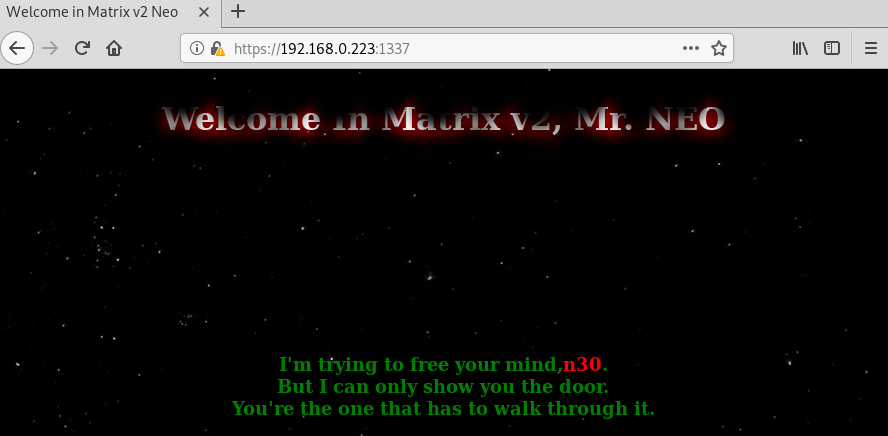 Welcome in Matrix v2 Neo
https://192.168.0.223:1337
Welcome in Matrix v2, Mr. NEO
I'm trying to free your mind,n30.
But I can only show you the door.
You're the one that has to walk through it.